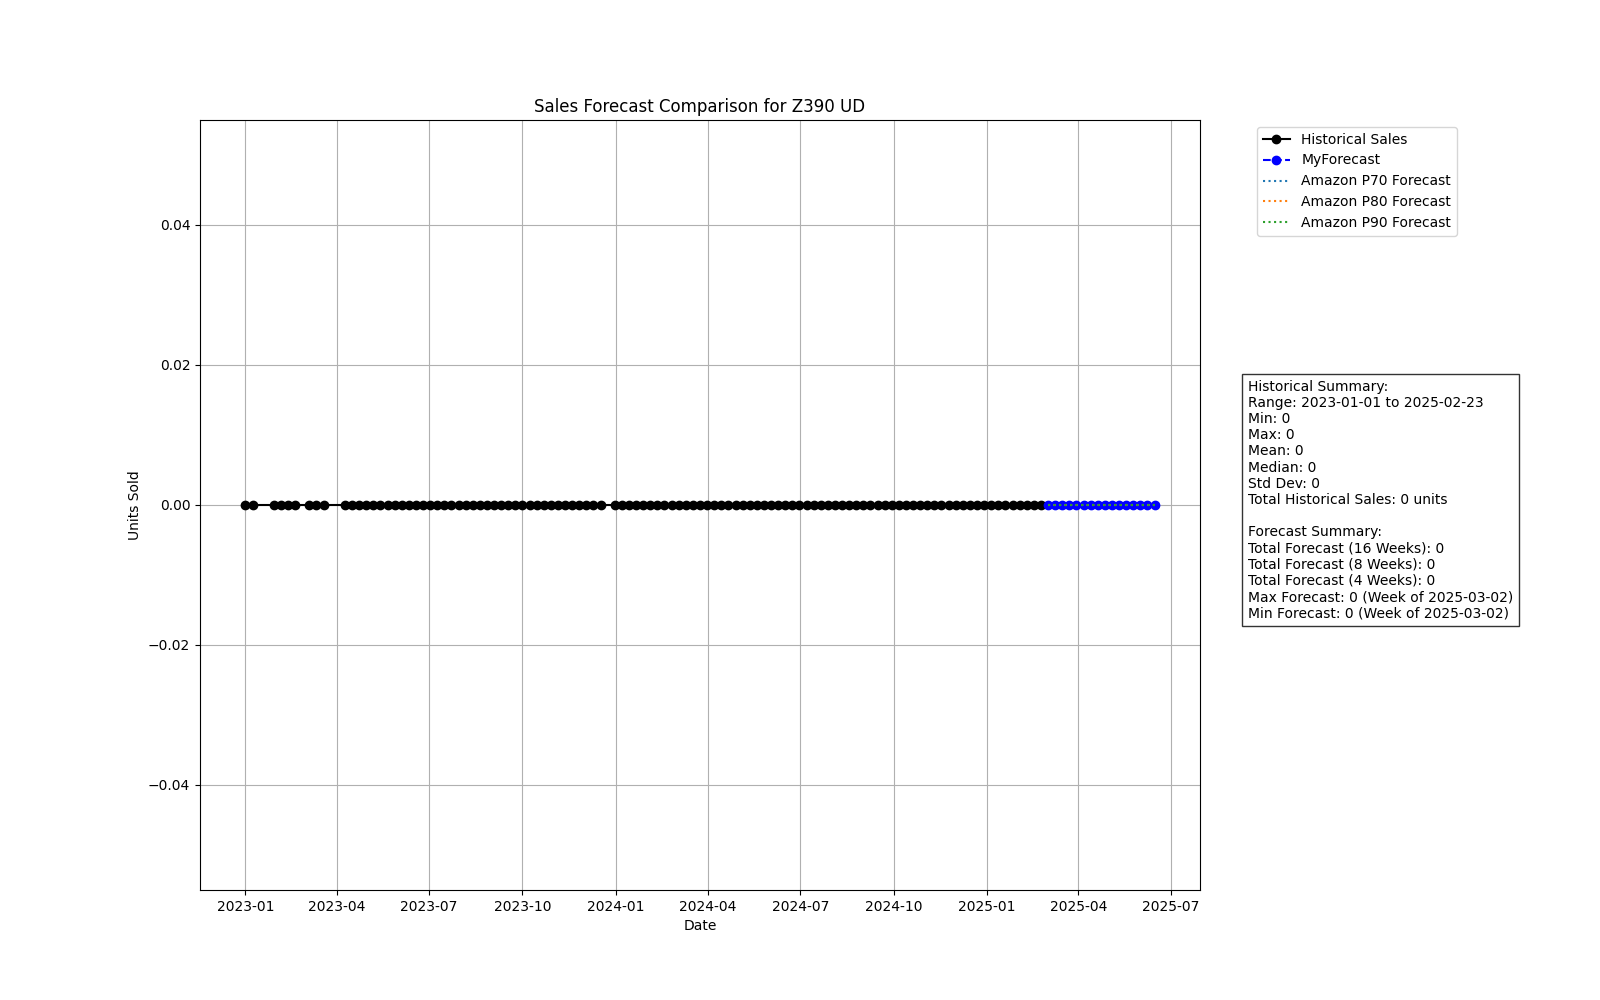 Sales Forecast Comparison for Z390 UD
Historical Sales
MyForecast
Amazon P70 Forecast
Amazon P80 Forecast
Amazon P90 Forecast
0.04
0.02
0.00
−0.02
−0.04
Units Sold
Historical Summary:
Range: 2023-01-01 to 2025-02-23
Min: 0
Max: 0
Mean: 0
Median: 0
Std Dev: 0
Total Historical Sales: 0 units
Forecast Summary:
Total Forecast (16 Weeks): 0
Total Forecast (8 Weeks): 0
Total Forecast (4 Weeks): 0
Max Forecast: 0 (Week of 2025-03-02)
Min Forecast: 0 (Week of 2025-03-02)
2023-01 2023-04 2023-07 2023-10 2024-01 2024-04 2024-07 2024-10 2025-01 2025-04 2025-07
Date